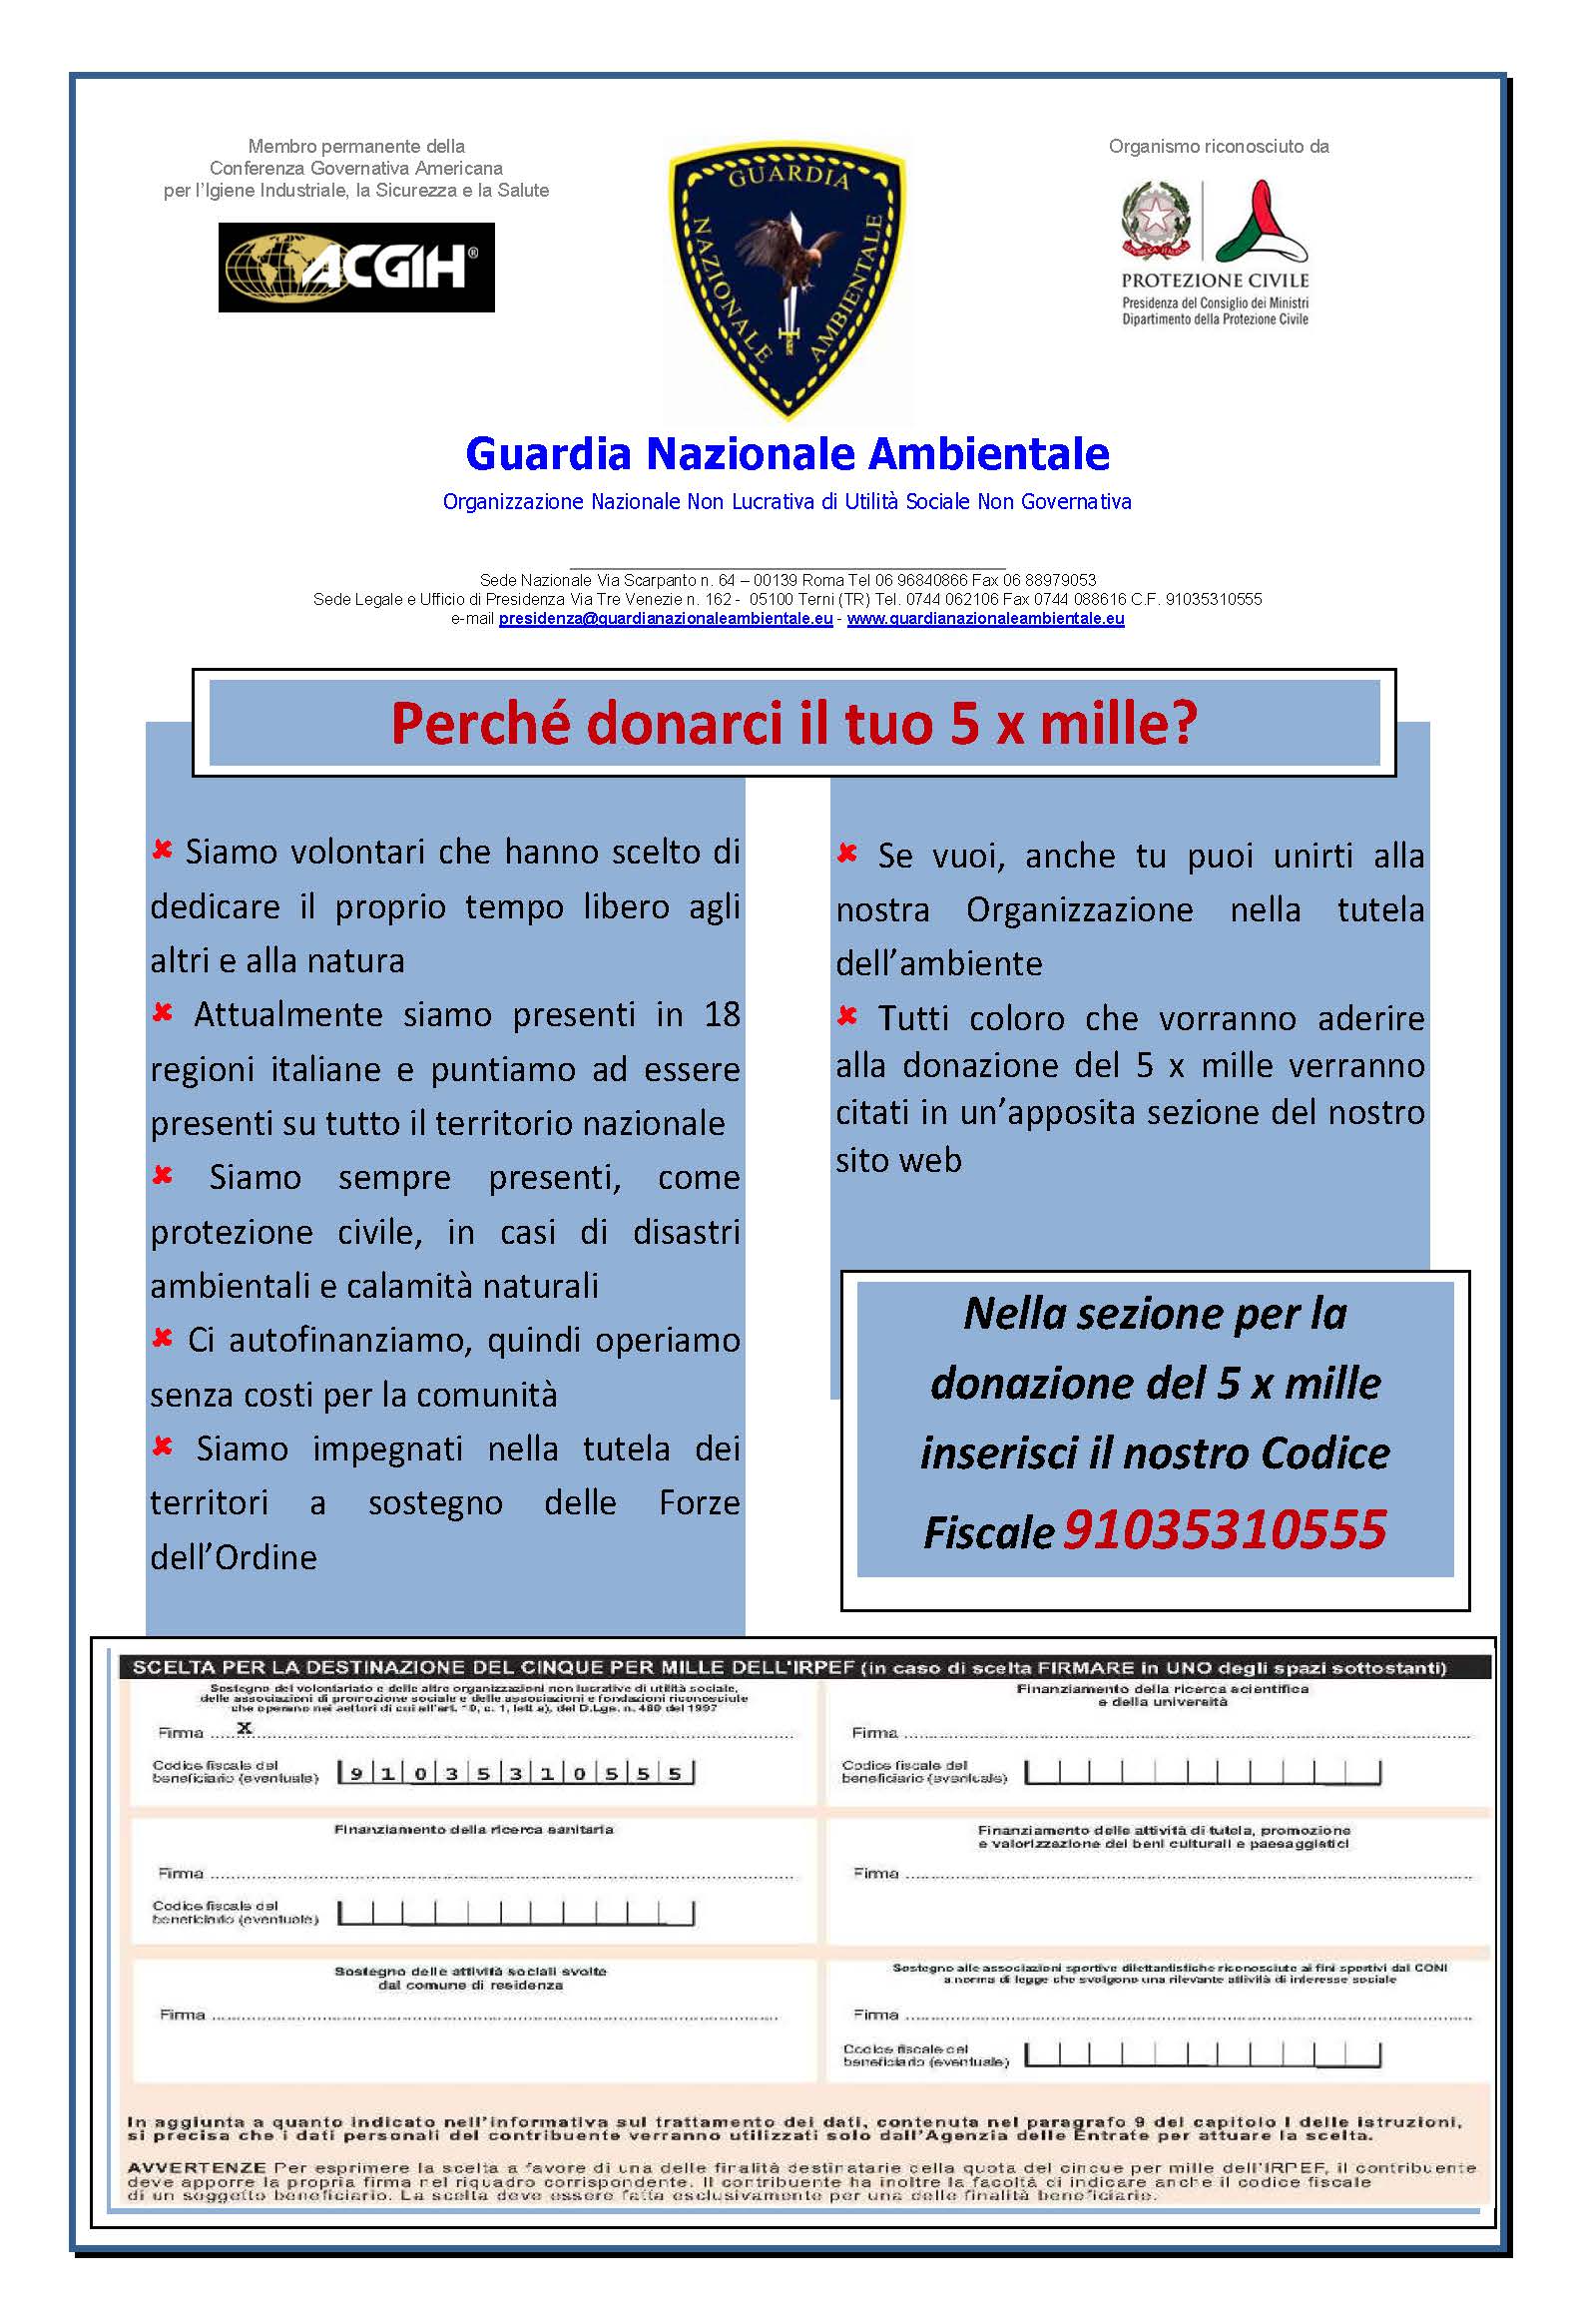 Membro permanente della
Conferenza Governativa Americana
per l'Igiene Industriale, la Sicurezza e la Salute
ACGIH®
GUARDIA
NAZIONALE
AMBIENTALE
Organismo riconosciuto da
PROTEZIONE CIVILE
Presidenza del Consiglio dei Ministri
Dipartimento della Protezione Civile
Guardia Nazionale Ambientale
Organizzazione Nazionale Non Lucrativa di Utilità Sociale Non Governativa
Sede Nazionale Via Scarpanto n. 64 – 00139 Roma Tel 06 96840866 Fax 06 88979053
Sede Legale e Ufficio di Presidenza Via Tre Venezie n. 162 - 05100 Terni (TR) Tel. 0744 062106 Fax 0744 088616 C.F. 91035310555
e-mail presidenza@guardianazionaleambientale.eu - www.guardianazionaleambientale.eu
Perché donarci il tuo 5 x mille?
✘ Siamo volontari che hanno scelto di
dedicare il proprio tempo libero agli
altri e alla natura
✘ Attualmente siamo presenti in 18
regioni italiane e puntiamo ad essere
presenti su tutto il territorio nazionale
✘ Siamo sempre presenti, come
protezione civile, in casi di disastri
ambientali e calamità naturali
✘ Ci autofinanziamo, quindi operiamo
senza costi per la comunità
✘ Siamo impegnati nella tutela dei
territori a sostegno delle Forze
dell'Ordine
✘ Se vuoi, anche tu puoi unirti alla
nostra Organizzazione nella tutela
dell'ambiente
✘ Tutti coloro che vorranno aderire
alla donazione del 5 x mille verranno
citati in un'apposita sezione del nostro
sito web
Nella sezione per la
donazione del 5 x mille
inserisci il nostro Codice
Fiscale 91035310555
SCELTA PER LA DESTINAZIONE DEL CINQUE PER MILLE DELL'IRPEF (in caso di scelta FIRMARE in UNO degli spazi sottostanti)
Sostegno del volontariato e delle altre organizzazioni non lucrative di utilità sociale,
delle associazioni di promozione sociale e delle associazioni e fondazioni riconosciute
che operano nei settori di cui all'art. 10, c. 1, lett a), del D.Lgs. n. 460 del 1997
Firma X
Codice fiscale del
beneficiario (eventuale) 9 1 0 3 5 3 1 0 5 5 5
Finanziamento della ricerca scientifica
e della università
Firma
Codice fiscale del
beneficiario (eventuale)
Finanziamento della ricerca sanitaria
Firma
Codice fiscale del
beneficiario (eventuale)
Finanziamento delle attività di tutela, promozione
e valorizzazione dei beni culturali e paesaggistici
Firma
Sostegno delle attività sociali svolte
dal comune di residenza
Firma
Sostegno alle associazioni sportive dilettantistiche riconosciute ai fini sportivi dal CONI
a norma di legge che svolgono una rilevante attività di interesse sociale
Firma
Codice fiscale del
beneficiario (eventuale)
In aggiunta a quanto indicato nell'informativa sul trattamento dei dati, contenuta nel paragrafo 9 del capitolo I delle istruzioni,
si precisa che i dati personali del contribuente verranno utilizzati solo dall'Agenzia delle Entrate per attuare la scelta.
AVVERTENZE Per esprimere la scelta a favore di una delle finalità destinatarie della quota del cinque per mille dell'IRPEF, il contribuente
deve apporre la propria firma nel riquadro corrispondente. Il contribuente ha inoltre la facoltà di indicare anche il codice fiscale
di un soggetto beneficiario. La scelta deve essere fatta esclusivamente per una delle finalità beneficiarie.